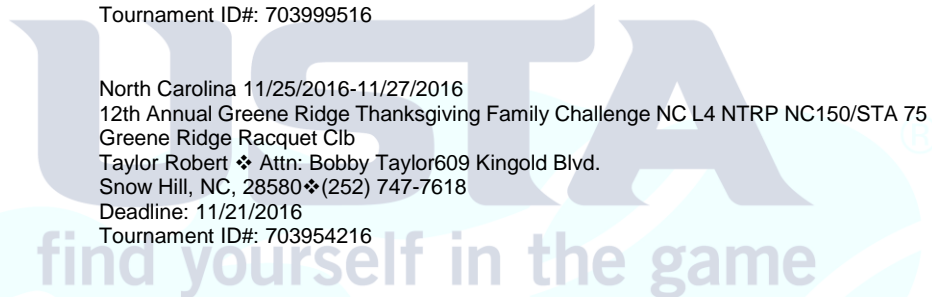 Tournament ID#: 703999516
USTA
®
North Carolina 11/25/2016-11/27/2016
12th Annual Greene Ridge Thanksgiving Family Challenge NC L4 NTRP NC150/STA 75
Greene Ridge Racquet Clb
Taylor Robert ❖ Attn: Bobby Taylor609 Kingold Blvd.
Snow Hill, NC, 28580❖(252) 747-7618
Deadline: 11/21/2016
Tournament ID#: 703954216
find yourself in the game